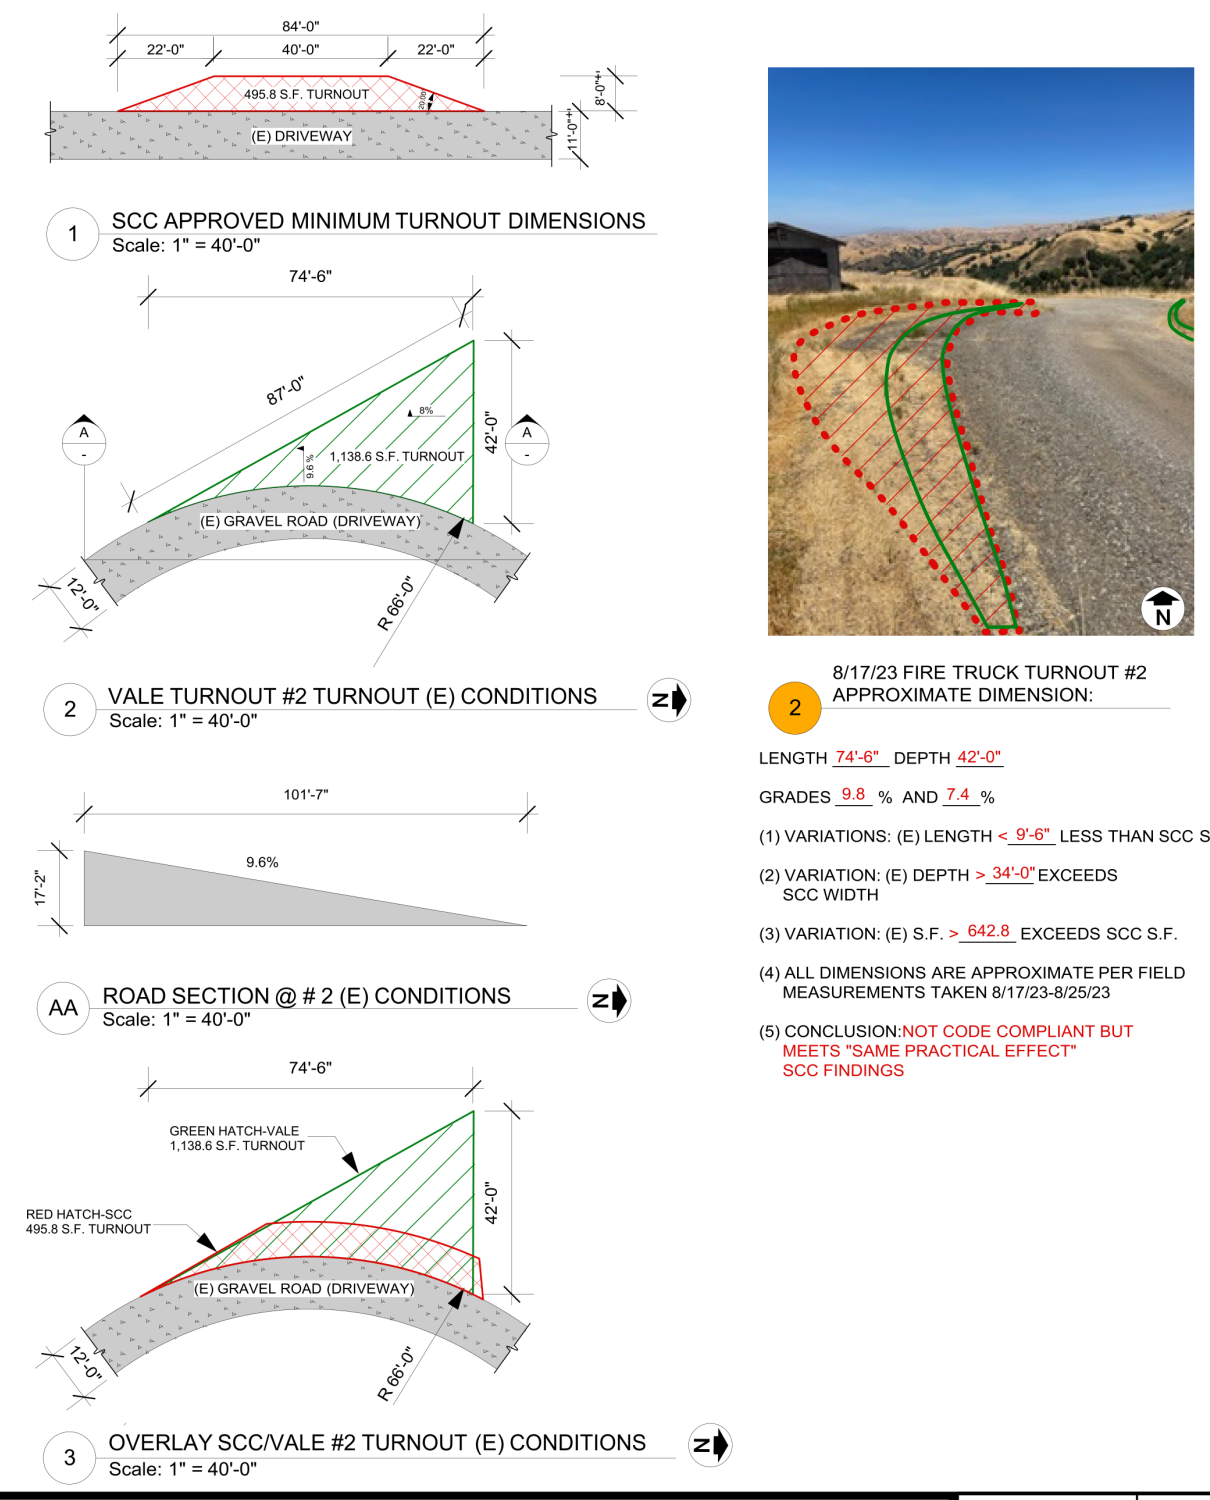 84'-0"
22'-0"
40'-0"
22'-0"
495.8 S.F. TURNOUT
8'-0"±
(E) DRIVEWAY
11'-0"±
1
SCC APPROVED MINIMUM TURNOUT DIMENSIONS
Scale: 1" = 40'-0"
74'-6"
87'-0"
8%
42'-0"
A
-
A
-
9.6 %
1,138.6 S.F. TURNOUT
(E) GRAVEL ROAD (DRIVEWAY)
12'-0"
R 66'-0"
2
VALE TURNOUT #2 TURNOUT (E) CONDITIONS
Scale: 1" = 40'-0"
N
101'-7"
9.6%
17'-2"
AA
ROAD SECTION @ # 2 (E) CONDITIONS
Scale: 1" = 40'-0"
N
74'-6"
GREEN HATCH-VALE
1,138.6 S.F. TURNOUT
42'-0"
RED HATCH-SCC
495.8 S.F. TURNOUT
(E) GRAVEL ROAD (DRIVEWAY)
12'-0"
R 66'-0"
3
OVERLAY SCC/VALE #2 TURNOUT (E) CONDITIONS
Scale: 1" = 40'-0"
N
N
2
8/17/23 FIRE TRUCK TURNOUT #2
APPROXIMATE DIMENSION:
LENGTH 74'-6" DEPTH 42'-0"
GRADES 9.8 % AND 7.4 %
(1) VARIATIONS: (E) LENGTH < 9'-6" LESS THAN SCC S
(2) VARIATION: (E) DEPTH > 34'-0" EXCEEDS
SCC WIDTH
(3) VARIATION: (E) S.F. > 642.8 EXCEEDS SCC S.F.
(4) ALL DIMENSIONS ARE APPROXIMATE PER FIELD
MEASUREMENTS TAKEN 8/17/23-8/25/23
(5) CONCLUSION:NOT CODE COMPLIANT BUT
MEETS "SAME PRACTICAL EFFECT"
SCC FINDINGS